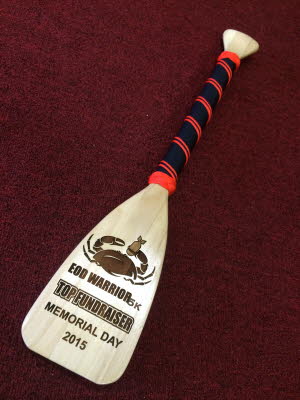 EOD WARRIOR 5K
TOP FUNDRAISER
MEMORIAL DAY
2015